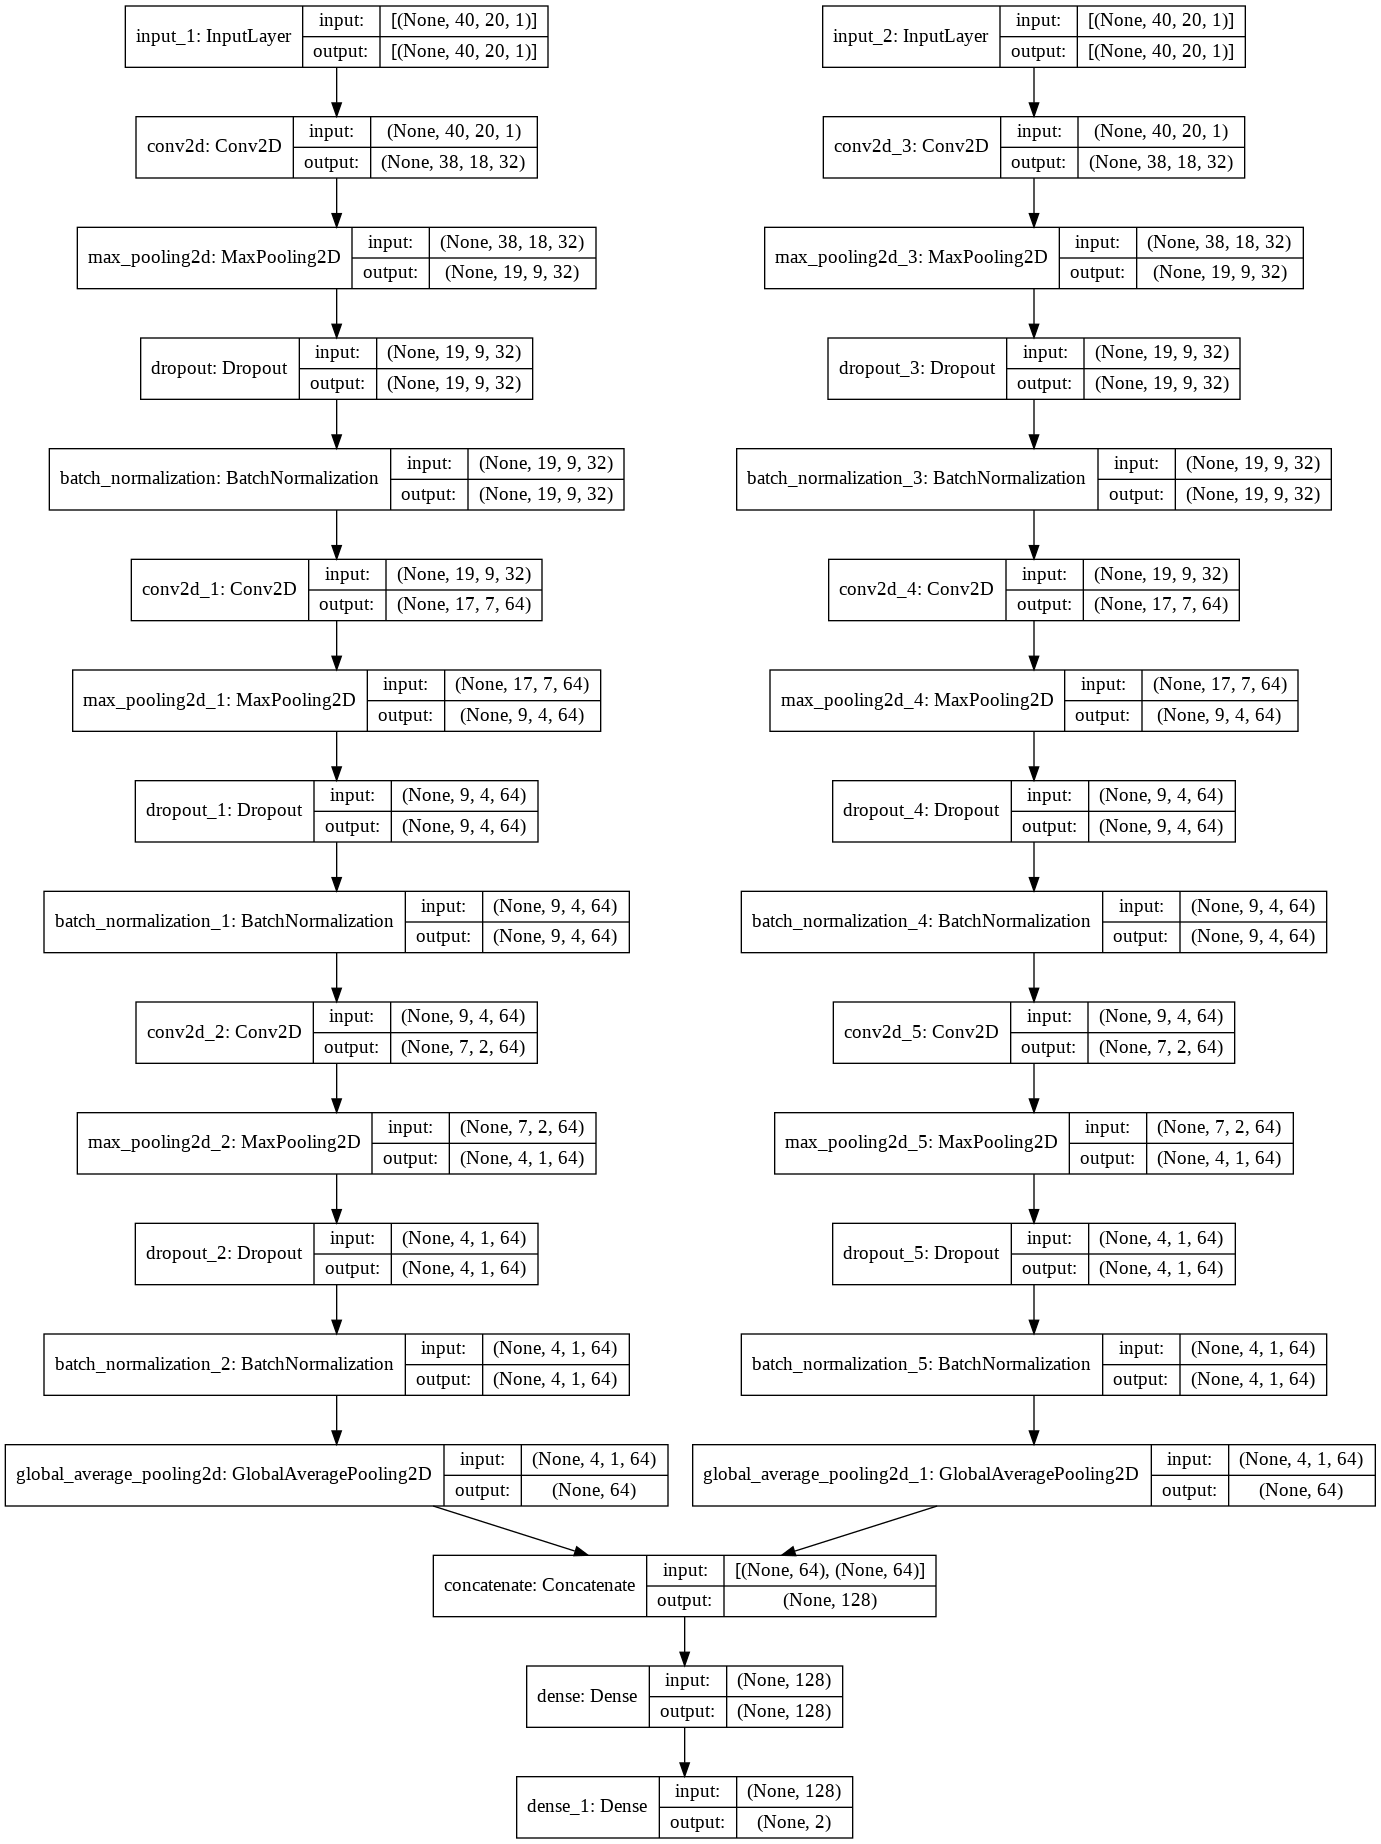 input_1: InputLayer
input: [(None, 40, 20, 1)]
output: [(None, 40, 20, 1)]
input_2: InputLayer
input: [(None, 40, 20, 1)]
output: [(None, 40, 20, 1)]
conv2d: Conv2D
input: (None, 40, 20, 1)
output: (None, 38, 18, 32)
conv2d_3: Conv2D
input: (None, 40, 20, 1)
output: (None, 38, 18, 32)
max_pooling2d: MaxPooling2D
input: (None, 38, 18, 32)
output: (None, 19, 9, 32)
max_pooling2d_3: MaxPooling2D
input: (None, 38, 18, 32)
output: (None, 19, 9, 32)
dropout: Dropout
input: (None, 19, 9, 32)
output: (None, 19, 9, 32)
dropout_3: Dropout
input: (None, 19, 9, 32)
output: (None, 19, 9, 32)
batch_normalization: BatchNormalization
input: (None, 19, 9, 32)
output: (None, 19, 9, 32)
batch_normalization_3: BatchNormalization
input: (None, 19, 9, 32)
output: (None, 19, 9, 32)
conv2d_1: Conv2D
input: (None, 19, 9, 32)
output: (None, 17, 7, 64)
conv2d_4: Conv2D
input: (None, 19, 9, 32)
output: (None, 17, 7, 64)
max_pooling2d_1: MaxPooling2D
input: (None, 17, 7, 64)
output: (None, 9, 4, 64)
max_pooling2d_4: MaxPooling2D
input: (None, 17, 7, 64)
output: (None, 9, 4, 64)
dropout_1: Dropout
input: (None, 9, 4, 64)
output: (None, 9, 4, 64)
dropout_4: Dropout
input: (None, 9, 4, 64)
output: (None, 9, 4, 64)
batch_normalization_1: BatchNormalization
input: (None, 9, 4, 64)
output: (None, 9, 4, 64)
batch_normalization_4: BatchNormalization
input: (None, 9, 4, 64)
output: (None, 9, 4, 64)
conv2d_2: Conv2D
input: (None, 9, 4, 64)
output: (None, 7, 2, 64)
conv2d_5: Conv2D
input: (None, 9, 4, 64)
output: (None, 7, 2, 64)
max_pooling2d_2: MaxPooling2D
input: (None, 7, 2, 64)
output: (None, 4, 1, 64)
max_pooling2d_5: MaxPooling2D
input: (None, 7, 2, 64)
output: (None, 4, 1, 64)
dropout_2: Dropout
input: (None, 4, 1, 64)
output: (None, 4, 1, 64)
dropout_5: Dropout
input: (None, 4, 1, 64)
output: (None, 4, 1, 64)
batch_normalization_2: BatchNormalization
input: (None, 4, 1, 64)
output: (None, 4, 1, 64)
batch_normalization_5: BatchNormalization
input: (None, 4, 1, 64)
output: (None, 4, 1, 64)
global_average_pooling2d: GlobalAveragePooling2D
input: (None, 4, 1, 64)
output: (None, 64)
global_average_pooling2d_1: GlobalAveragePooling2D
input: (None, 4, 1, 64)
output: (None, 64)
concatenate: Concatenate
input: [(None, 64), (None, 64)]
output: (None, 128)
dense: Dense
input: (None, 128)
output: (None, 128)
dense_1: Dense
input: (None, 128)
output: (None, 2)